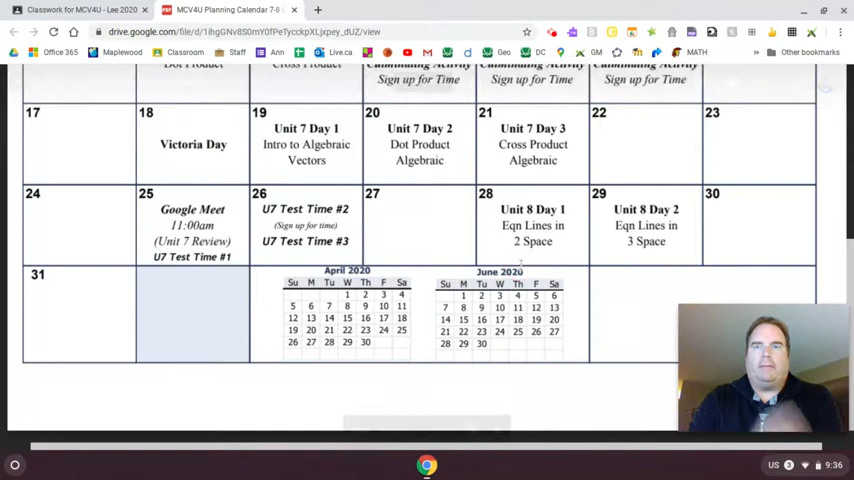 Classwork for MCV4U - Lee 2020
MCV4U Planning Calendar 7-8 U
drive.google.com/file/d/1ihgGNv8S0mY0fPeTycckpXLjxpey_dUZ/view
Office 365
Maplewood
Classroom
Staff
Ann
Live.ca
Geo
DC
GM
MATH
Other bookmarks
Dot Product
Cross Product
Culminating Activity
Culminating Activity
Culminating Activity
Sign up for Time
Sign up for Time
Sign up for Time
17
18
Victoria Day
19
Unit 7 Day 1
Intro to Algebraic
Vectors
20
Unit 7 Day 2
Dot Product
Algebraic
21
Unit 7 Day 3
Cross Product
Algebraic
22
23
24
25
Google Meet
11:00am
(Unit 7 Review)
U7 Test Time #1
26
U7 Test Time #2
(Sign up for time)
U7 Test Time #3
27
28
Unit 8 Day 1
Eqn Lines in
2 Space
29
Unit 8 Day 2
Eqn Lines in
3 Space
30
31
April 2020
Su M Tu W Th F Sa
1 2 3 4
5 6 7 8 9 10 11
12 13 14 15 16 17 18
19 20 21 22 23 24 25
26 27 28 29 30
June 2020
Su M Tu W Th F Sa
1 2 3 4 5 6
7 8 9 10 11 12 13
14 15 16 17 18 19 20
21 22 23 24 25 26 27
28 29 30
US 3 9:36